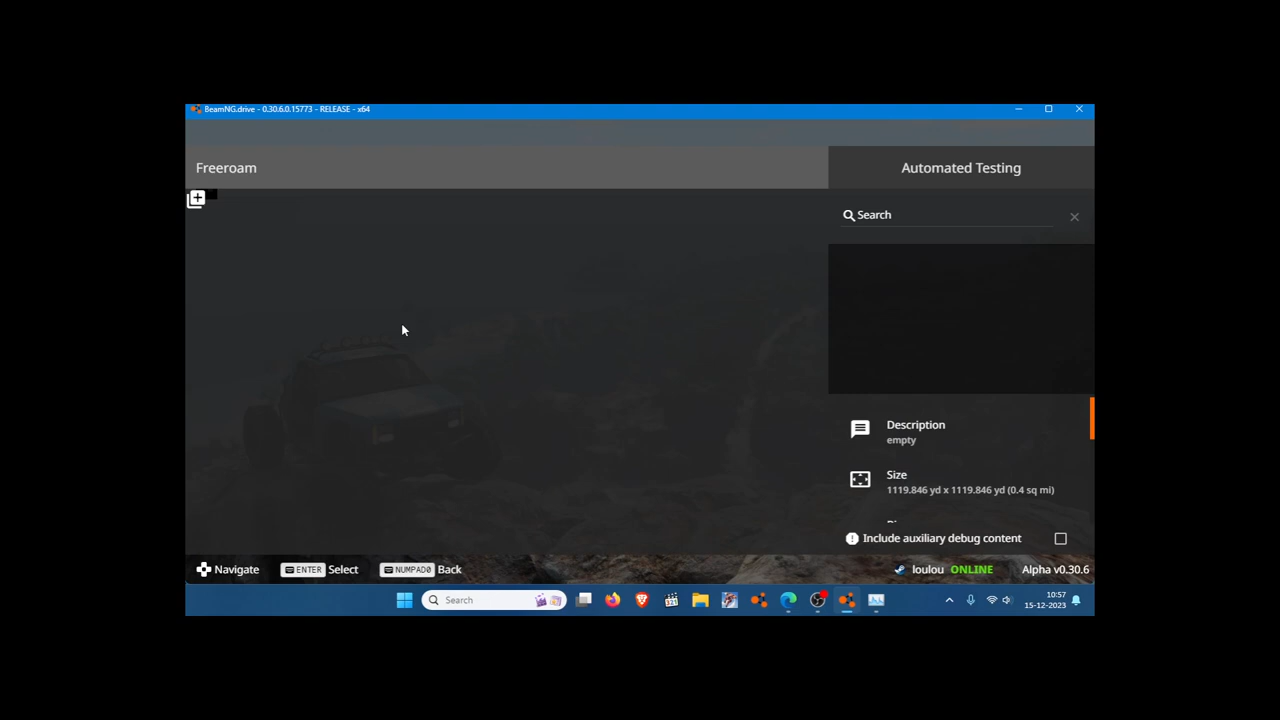 BeamNG.drive - 0.30.6.0.15773 - RELEASE - x64
Freeroam
Automated Testing
Search
Description
empty
Size
1119.846 yd x 1119.846 yd (0.4 sq mi)
Include auxiliary debug content
Navigate ENTER Select NUMPAD0 Back
loulou ONLINE Alpha v0.30.6
Search
10:57
15-12-2023